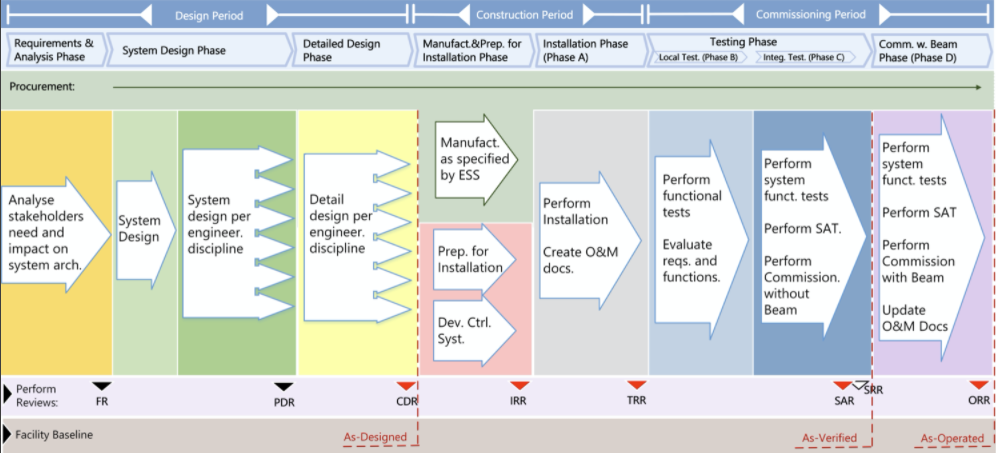 Design Period
Construction Period
Commissioning Period
Requirements &
Analysis Phase
System Design Phase
Detailed Design
Phase
Manufact.&Prep. for
Installation Phase
Installation Phase
(Phase A)
Testing Phase
Local Test. (Phase B)
Integ. Test. (Phase C)
Comm. w. Beam
Phase (Phase D)
Procurement:
Analyse
stakeholders
need and
impact on
system arch.
System
Design
System
design per
engineer.
discipline
Detail
design per
engineer.
discipline
Manufact.
as specified
by ESS
Prep. for
Installation
Dev. Ctrl.
Syst.
Perform
Installation
Create O&M
docs.
Perform
functional
tests
Evaluate
reqs. and
functions.
Perform
system
funct. tests
Perform SAT.
Perform
Commission.
without
Beam
Perform
system
funct. tests
Perform SAT
Perform
Commission
with Beam
Update
O&M Docs
Perform
Reviews:
FR
PDR
CDR
IRR
TRR
SAR
SRR
ORR
Facility Baseline
As-Designed
As-Verified
As-Operated